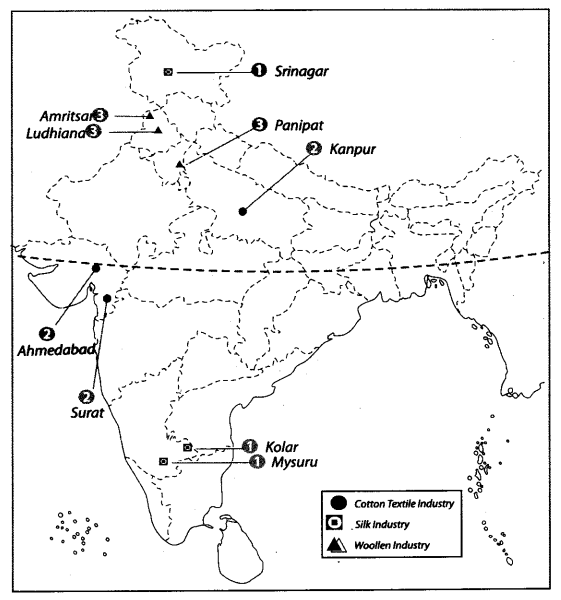 1 Srinagar
Amritsar 3
Ludhiana 3
3 Panipat
2 Kanpur
2
Ahmedabad
2
Surat
1 Kolar
1 Mysuru
Cotton Textile Industry
Silk Industry
Woollen Industry